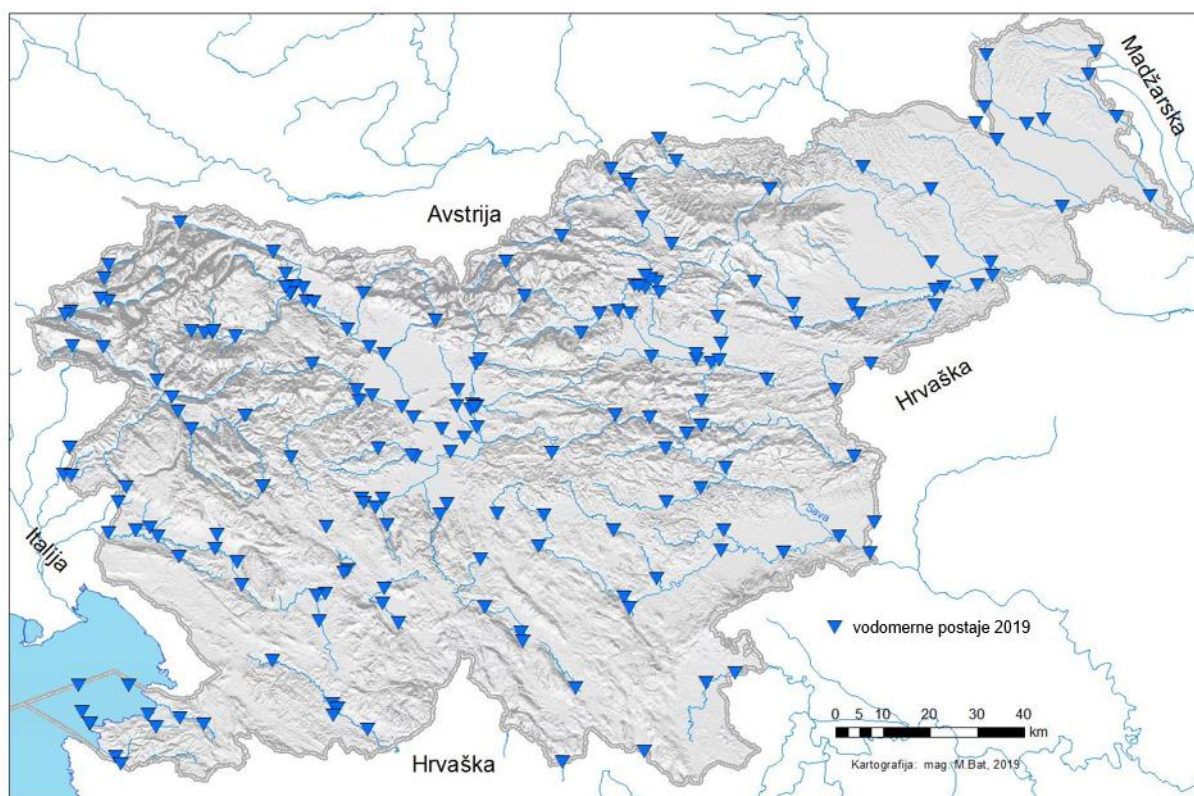 Madžarska
Avstrija
Hrvaška
Sava
Italija
vodomerne postaje 2019
0 5 10 20 30 40
km
Kartografija: mag. M.Bat, 2019
Hrvaška